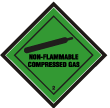 NON-FLAMMABLE
COMPRESSED GAS
2